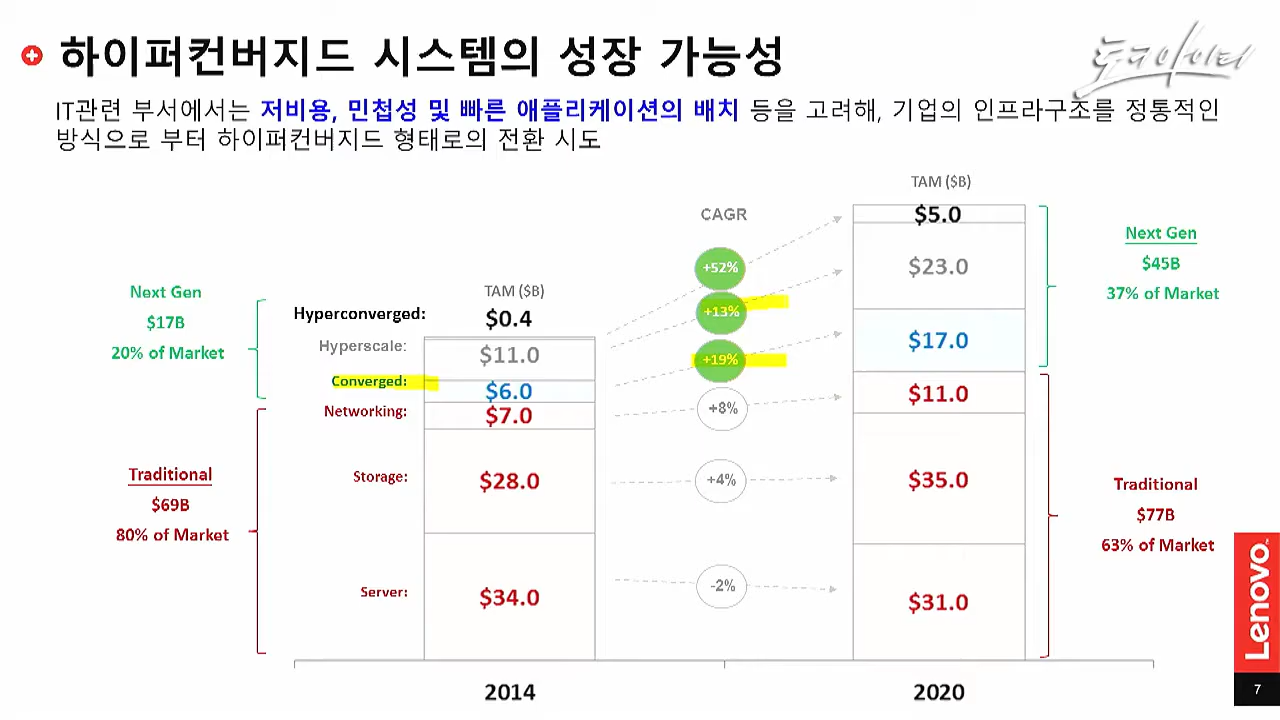 하이퍼컨버지드 시스템의 성장 가능성
토크아이티
IT관련 부서에서는 저비용, 민첩성 및 빠른 애플리케이션의 배치 등을 고려해, 기업의 인프라구조를 정통적인
방식으로 부터 하이퍼컨버지드 형태로의 전환 시도
Next Gen
$17B
20% of Market
Traditional
$69B
80% of Market
TAM ($B)
Hyperconverged: $0.4
Hyperscale: $11.0
Converged: $6.0
Networking: $7.0
Storage: $28.0
Server: $34.0
2014
CAGR
+52%
+13%
+19%
+8%
+4%
-2%
TAM ($B)
$5.0
$23.0
$17.0
$11.0
$35.0
$31.0
2020
Next Gen
$45B
37% of Market
Traditional
$77B
63% of Market
Lenovo
7